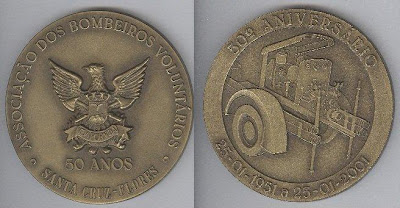 ASSOCIAÇÃO DOS BOMBEIROS VOLUNTÁRIOS
50 ANOS
• SANTA CRUZ-FLORES •
50º ANIVERSÁRIO
25-01-1951 a 25-01-2001